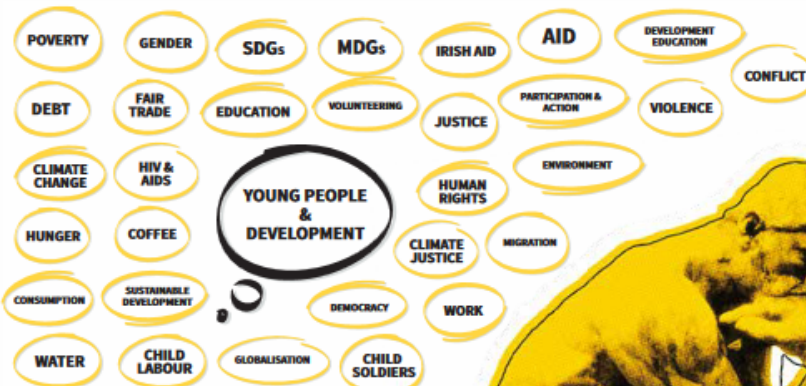 POVERTY
GENDER
SDGs
MDGs
IRISH AID
AID
DEVELOPMENT
EDUCATION
CONFLICT
DEBT
FAIR
TRADE
EDUCATION
VOLUNTEERING
JUSTICE
PARTICIPATION &
ACTION
VIOLENCE
CLIMATE
CHANGE
HIV &
AIDS
YOUNG PEOPLE
&
DEVELOPMENT
HUMAN
RIGHTS
ENVIRONMENT
HUNGER
COFFEE
CLIMATE
JUSTICE
MIGRATION
CONSUMPTION
SUSTAINABLE
DEVELOPMENT
DEMOCRACY
WORK
WATER
CHILD
LABOUR
GLOBALISATION
CHILD
SOLDIERS